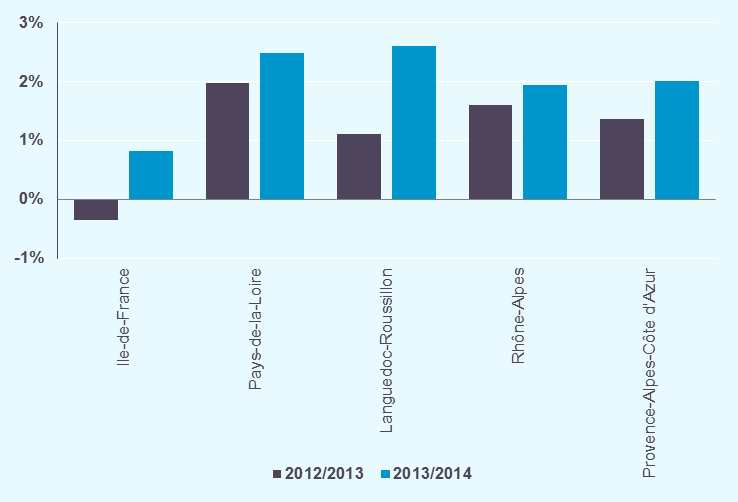 3%
2%
1%
0%
-1%
Ile-de-France
Pays-de-la-Loire
Languedoc-Roussillon
Rhône-Alpes
Provence-Alpes-Côte d'Azur
2012/2013
2013/2014